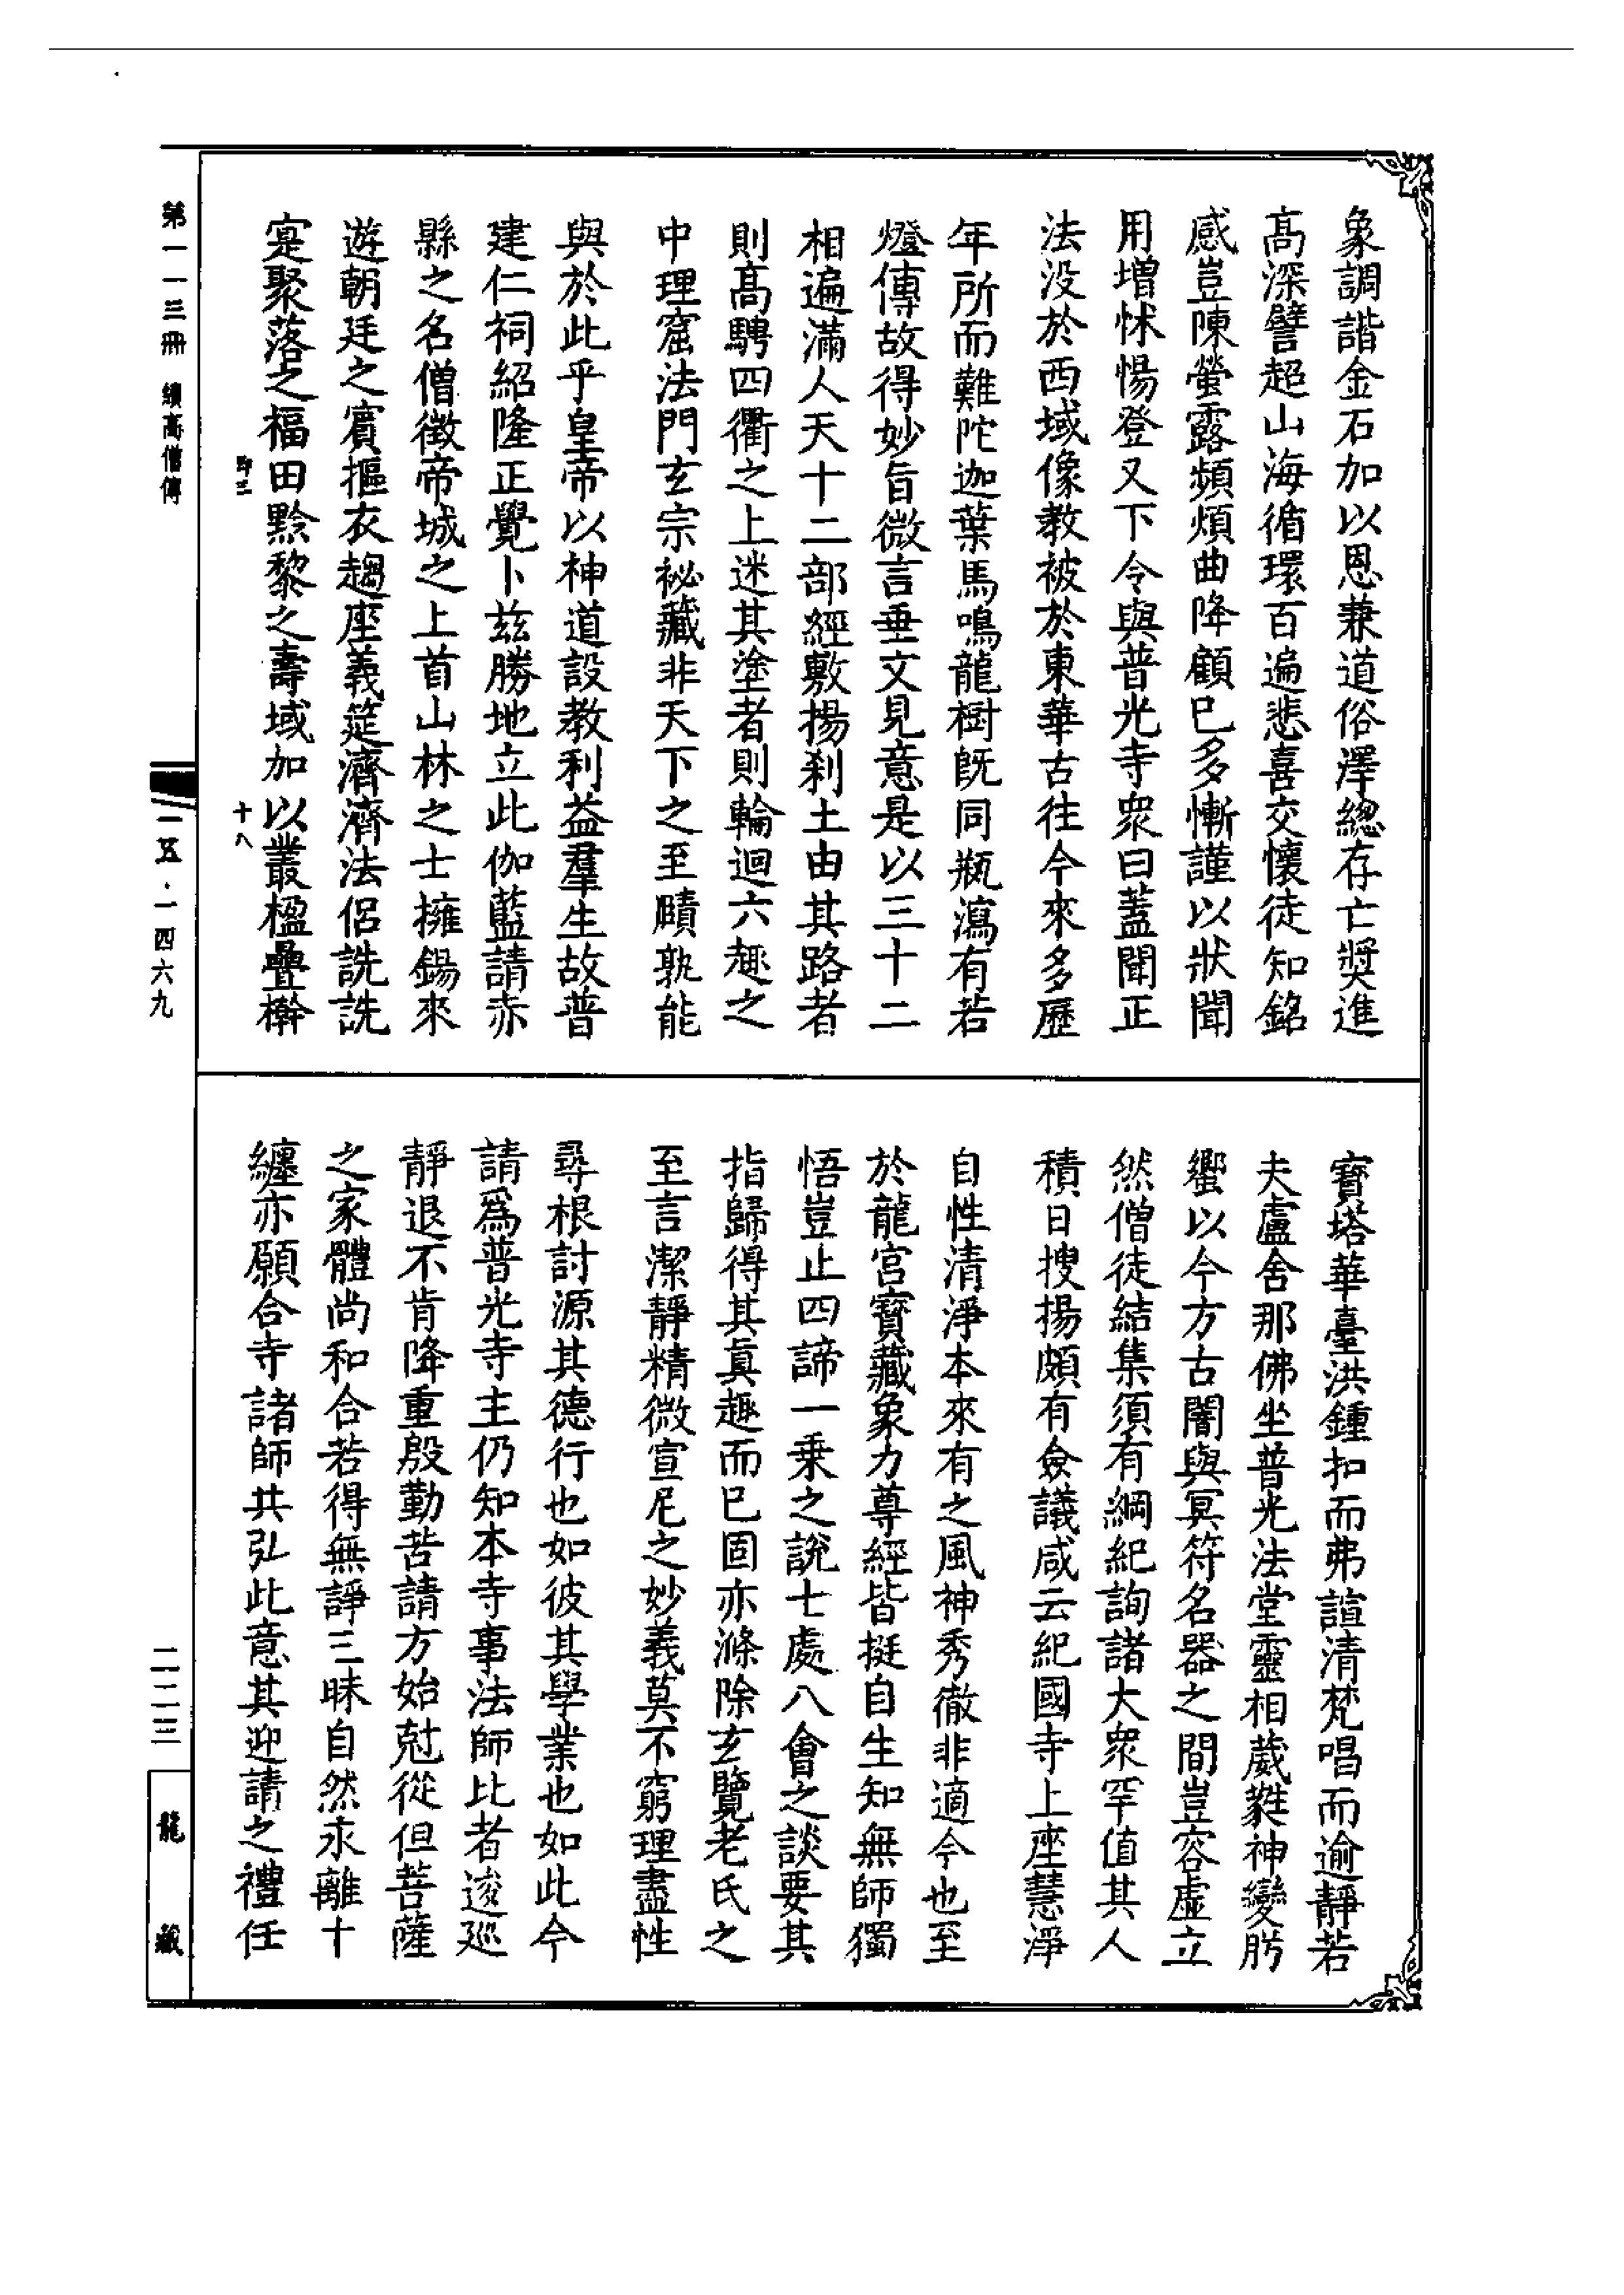 象調諧金石加以恩兼道俗澤總存亡奬進
髙深譬超山海循環百遍悲喜交懷徒知銘
感豈陳螢露頻煩曲降顧已多慚謹以狀聞
用增怵惕登又下令與普光寺衆曰蓋聞正
法没於西域像教被於東華古往今來多歷
年所而難陀迦葉馬鳴龍樹旣同瓶瀉有若
燈傳故得妙旨微言垂文見意是以三十二
相遍滿人天十二部經敷揚刹土由其路者
則髙騁四衢之上迷其塗者則輪迴六趣之
中理窟法門玄宗祕藏非天下之至賾孰能
與於此乎皇帝以神道設教利益羣生故普
建仁祠紹隆正覺卜茲勝地立此伽藍請赤
縣之名僧徵帝城之上首山林之士擁錫來
遊朝廷之賓摳衣趨座義筵濟濟法侣詵詵
寔聚落之福田黔黎之壽域加以叢楹疊榦
寶塔華臺洪鍾扣而弗諠清梵唱而逾靜若
夫盧舍那佛坐普光法堂靈相葳蕤神變肹
蠁以今方古闇與冥符名器之間豈容虛立
然僧徒結集須有綱紀詢諸大衆罕值其人
積日搜揚頗有僉議咸云紀國寺上座慧淨
自性清淨本來有之風神秀徹非適今也至
於龍宮寶藏象力尊經皆挺自生知無師獨
悟豈止四諦一乗之說七處八會之談要其
指歸得其眞趣而已固亦滌除玄覽老氏之
至言潔靜精微宣尼之妙義莫不窮理盡性
尋根討源其德行也如彼其學業也如此今
請爲普光寺主仍知本寺事法師比者逡巡
靜退不肯降重殷勤苦請方始尅從但菩薩
之家體尚和合若得無諍三昧自然永離十
纏亦願合寺諸師共弘此意其迎請之禮任
第一一三冊 續高僧傳
一五·一四六九
二二三
龍藏
十八